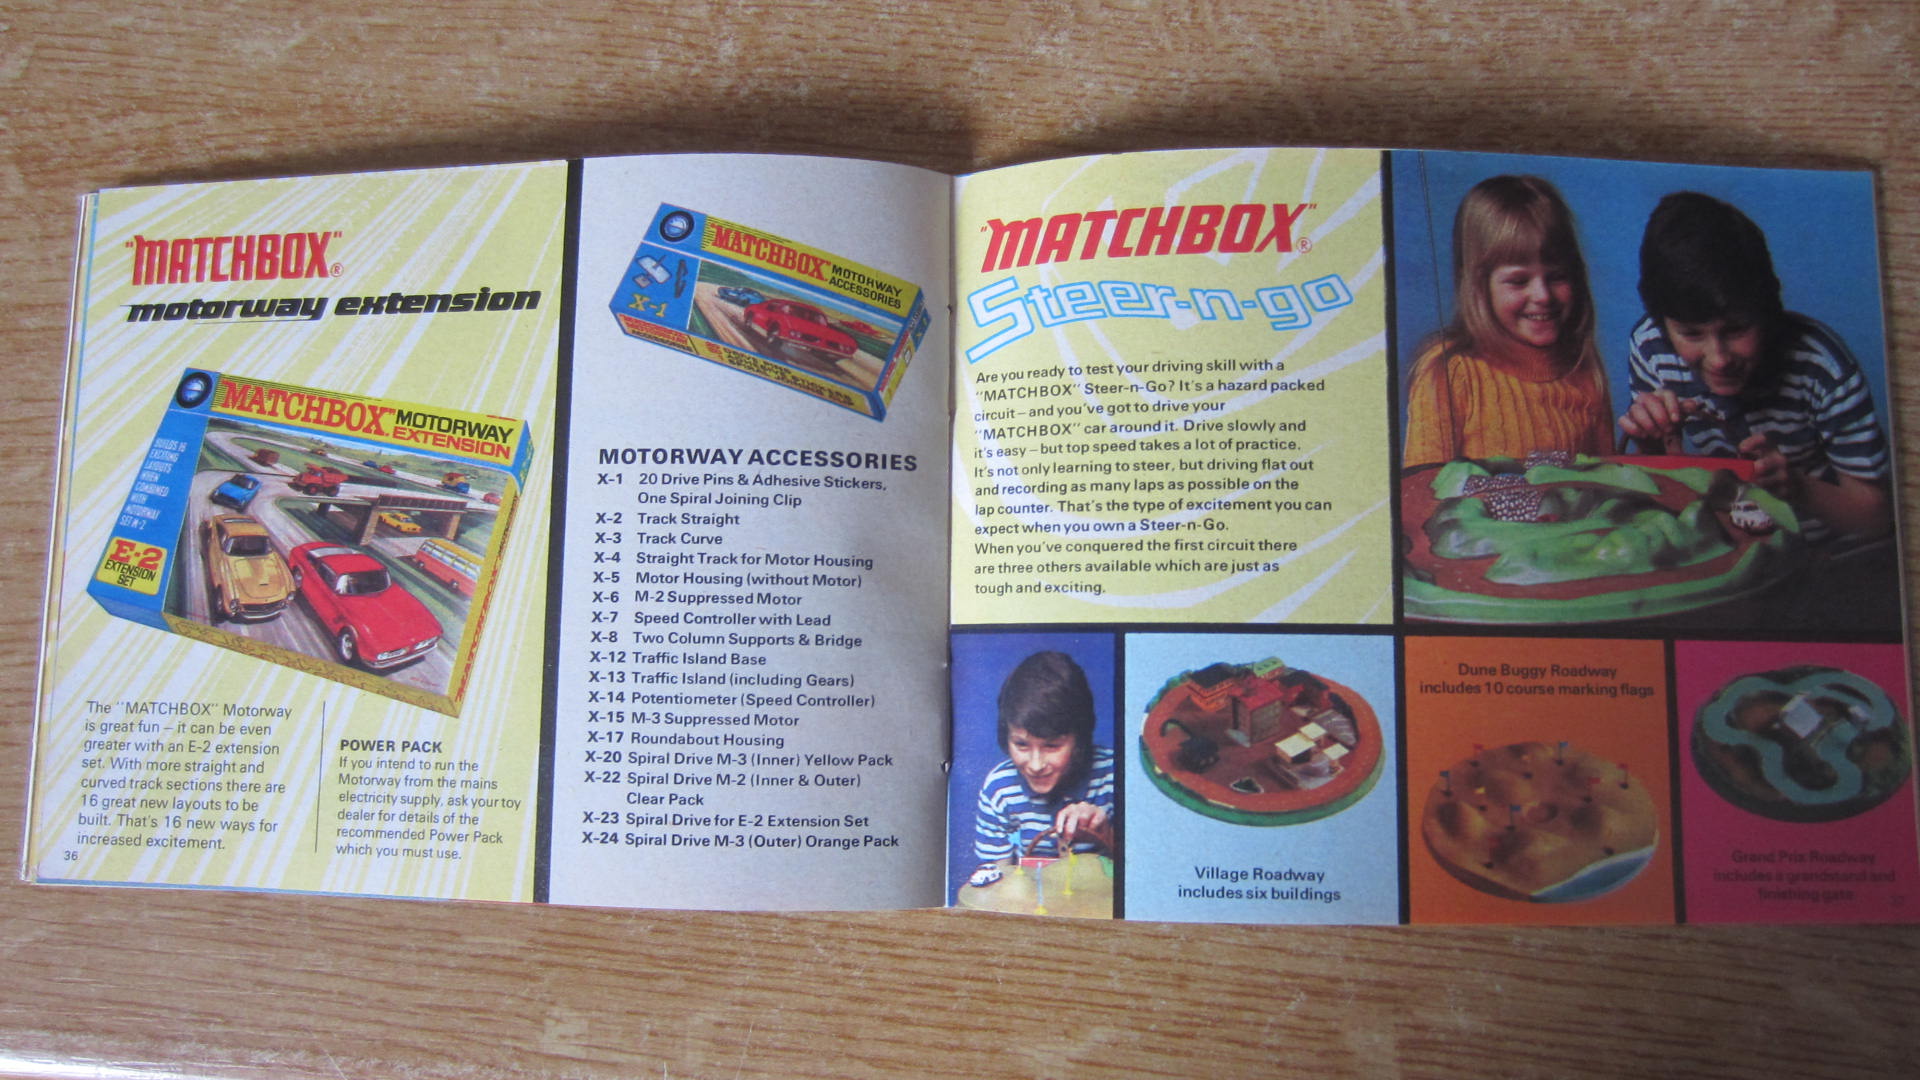 "MATCHBOX"®
motorway extension
MATCHBOX" MOTORWAY
EXTENSION
BUILDS 16
EXCITING
LAYOUTS
WHEN
COMBINED
WITH
MOTORWAY
SET M-2
E-2
EXTENSION
SET
The "MATCHBOX" Motorway
is great fun – it can be even
greater with an E-2 extension
set. With more straight and
curved track sections there are
16 great new layouts to be
built. That's 16 new ways for
increased excitement.
36
POWER PACK
If you intend to run the
Motorway from the mains
electricity supply, ask your toy
dealer for details of the
recommended Power Pack
which you must use.
MATCHBOX" MOTORWAY
ACCESSORIES
X-1
MOTORWAY ACCESSORIES
X-1 20 Drive Pins & Adhesive Stickers,
One Spiral Joining Clip
X-2 Track Straight
X-3 Track Curve
X-4 Straight Track for Motor Housing
X-5 Motor Housing (without Motor)
X-6 M-2 Suppressed Motor
X-7 Speed Controller with Lead
X-8 Two Column Supports & Bridge
X-12 Traffic Island Base
X-13 Traffic Island (including Gears)
X-14 Potentiometer (Speed Controller)
X-15 M-3 Suppressed Motor
X-17 Roundabout Housing
X-20 Spiral Drive M-3 (Inner) Yellow Pack
X-22 Spiral Drive M-2 (Inner & Outer)
Clear Pack
X-23 Spiral Drive for E-2 Extension Set
X-24 Spiral Drive M-3 (Outer) Orange Pack
"MATCHBOX"®
Steer-n-go
Are you ready to test your driving skill with a
"MATCHBOX" Steer-n-Go? It's a hazard packed
circuit – and you've got to drive your
"MATCHBOX" car around it. Drive slowly and
it's easy – but top speed takes a lot of practice.
It's not only learning to steer, but driving flat out
and recording as many laps as possible on the
lap counter. That's the type of excitement you can
expect when you own a Steer-n-Go.
When you've conquered the first circuit there
are three others available which are just as
tough and exciting.
Village Roadway
includes six buildings
Dune Buggy Roadway
includes 10 course marking flags
Grand Prix Roadway
includes a grandstand and
finishing gate